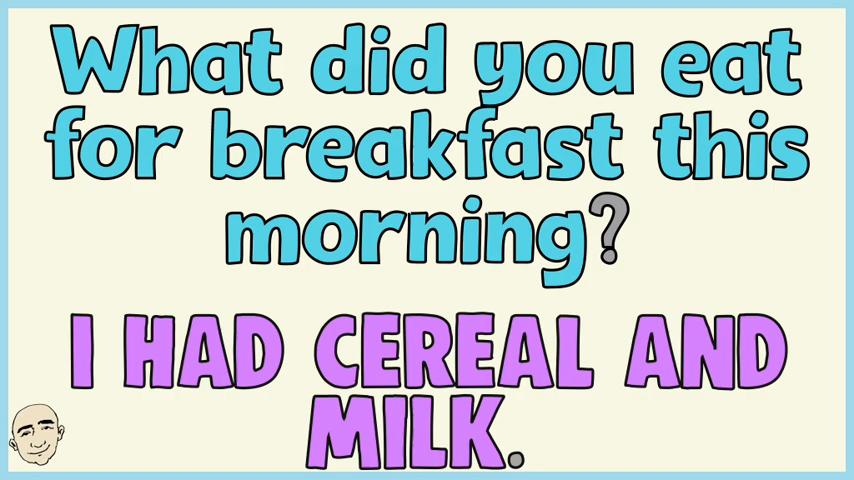 What did you eat
for breakfast this
morning?
I HAD CEREAL AND
MILK.